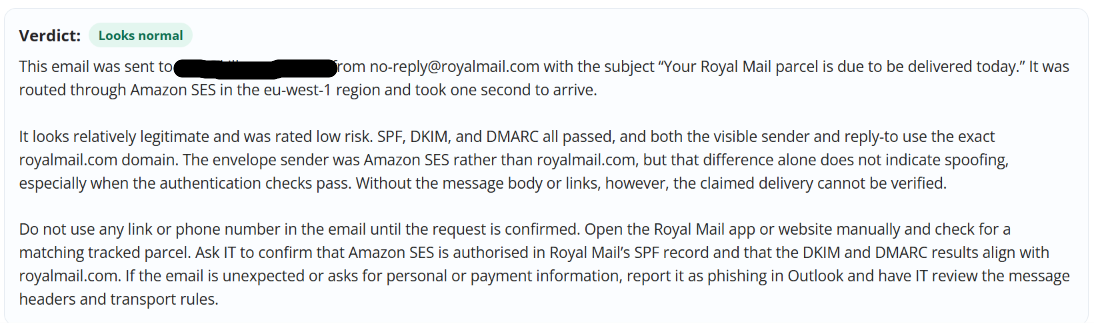 Verdict: Looks normal
This email was sent to from no-reply@royalmail.com with the subject “Your Royal Mail parcel is due to be delivered today.” It was
routed through Amazon SES in the eu-west-1 region and took one second to arrive.
It looks relatively legitimate and was rated low risk. SPF, DKIM, and DMARC all passed, and both the visible sender and reply-to use the exact
royalmail.com domain. The envelope sender was Amazon SES rather than royalmail.com, but that difference alone does not indicate spoofing,
especially when the authentication checks pass. Without the message body or links, however, the claimed delivery cannot be verified.
Do not use any link or phone number in the email until the request is confirmed. Open the Royal Mail app or website manually and check for a
matching tracked parcel. Ask IT to confirm that Amazon SES is authorised in Royal Mail’s SPF record and that the DKIM and DMARC results align with
royalmail.com. If the email is unexpected or asks for personal or payment information, report it as phishing in Outlook and have IT review the message
headers and transport rules.